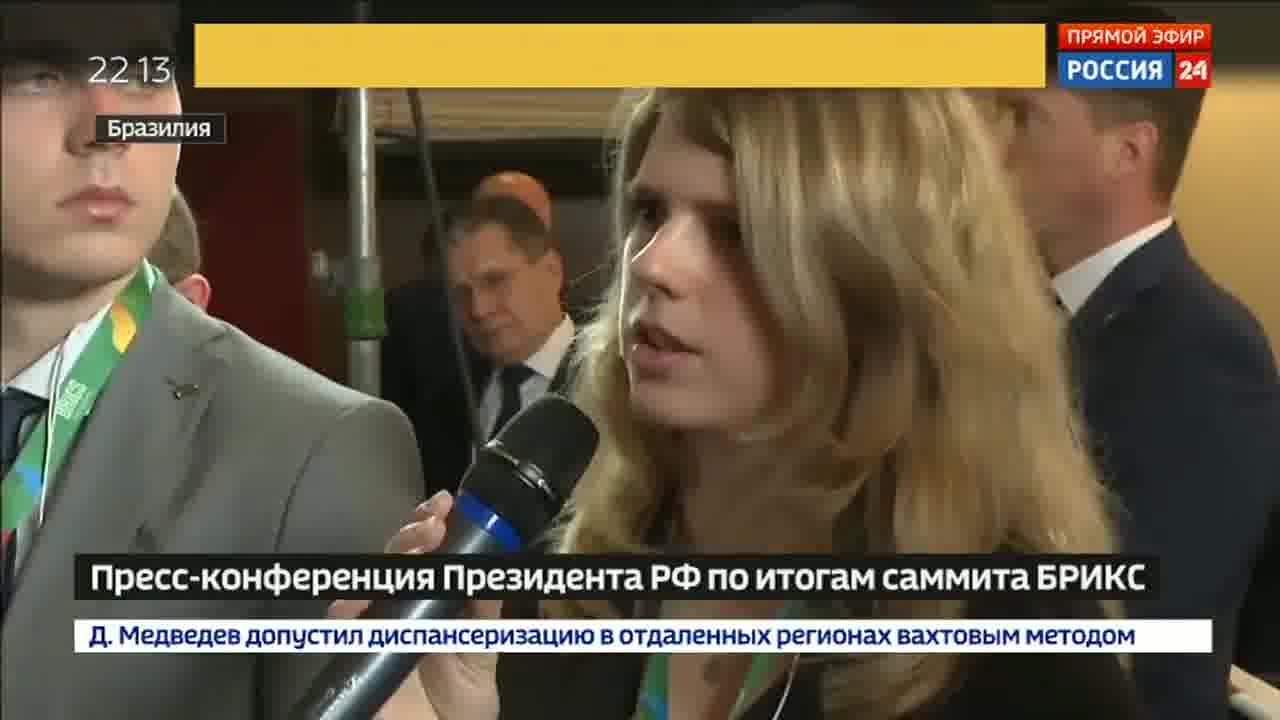 22 13
ПРЯМОЙ ЭФИР
РОССИЯ 24
Бразилия
BRICS
Пресс-конференция Президента РФ по итогам саммита БРИКС
Д. Медведев допустил диспансеризацию в отдаленных регионах вахтовым методом